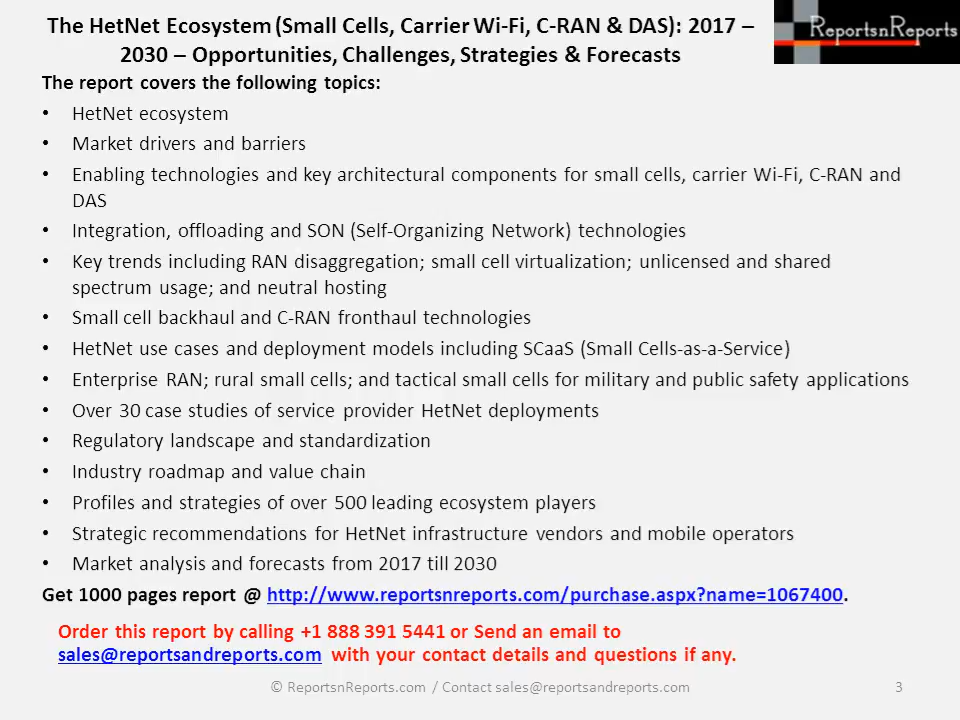 The HetNet Ecosystem (Small Cells, Carrier Wi-Fi, C-RAN & DAS): 2017 –
2030 – Opportunities, Challenges, Strategies & Forecasts
ReportsnReports
The report covers the following topics:
• HetNet ecosystem
• Market drivers and barriers
• Enabling technologies and key architectural components for small cells, carrier Wi-Fi, C-RAN and
DAS
• Integration, offloading and SON (Self-Organizing Network) technologies
• Key trends including RAN disaggregation; small cell virtualization; unlicensed and shared
spectrum usage; and neutral hosting
• Small cell backhaul and C-RAN fronthaul technologies
• HetNet use cases and deployment models including SCaaS (Small Cells-as-a-Service)
• Enterprise RAN; rural small cells; and tactical small cells for military and public safety applications
• Over 30 case studies of service provider HetNet deployments
• Regulatory landscape and standardization
• Industry roadmap and value chain
• Profiles and strategies of over 500 leading ecosystem players
• Strategic recommendations for HetNet infrastructure vendors and mobile operators
• Market analysis and forecasts from 2017 till 2030
Get 1000 pages report @ http://www.reportsnreports.com/purchase.aspx?name=1067400.
Order this report by calling +1 888 391 5441 or Send an email to
sales@reportsandreports.com with your contact details and questions if any.
© ReportsnReports.com / Contact sales@reportsandreports.com
3